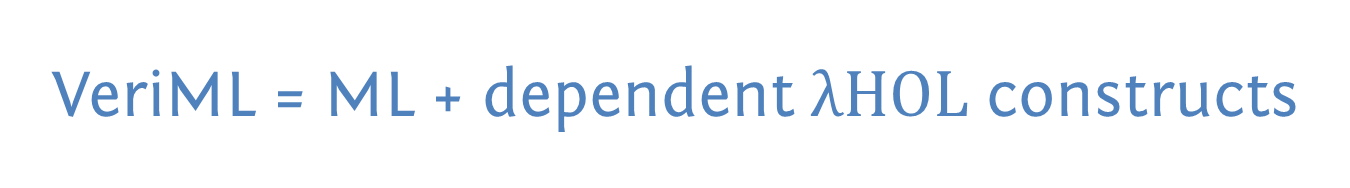 VeriML = ML + dependent λHOL constructs